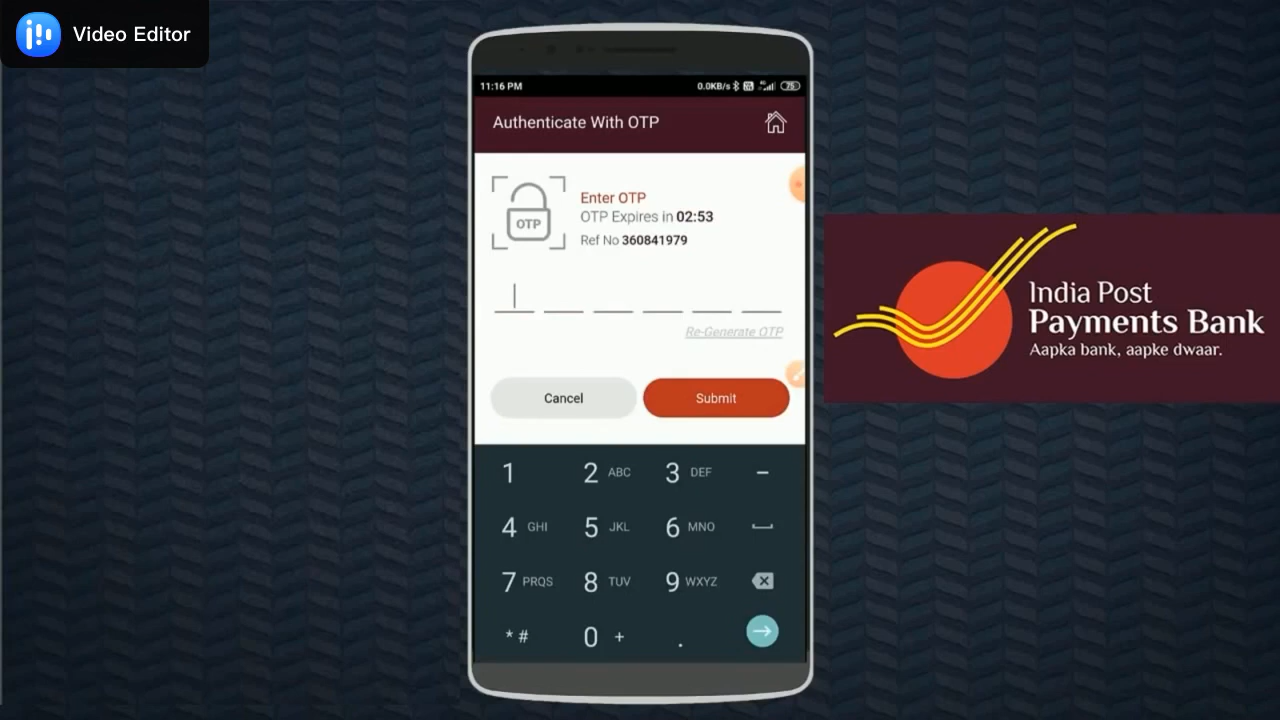 Video Editor
11:16 PM
0.0KB/s
4G
75
Authenticate With OTP
OTP
Enter OTP
OTP Expires in 02:53
Ref No 360841979
Re-Generate OTP
Cancel
Submit
1
2 ABC
3 DEF
–
4 GHI
5 JKL
6 MNO
7 PRQS
8 TUV
9 WXYZ
* #
0 +
.
India Post
Payments Bank
Aapka bank, aapke dwaar.